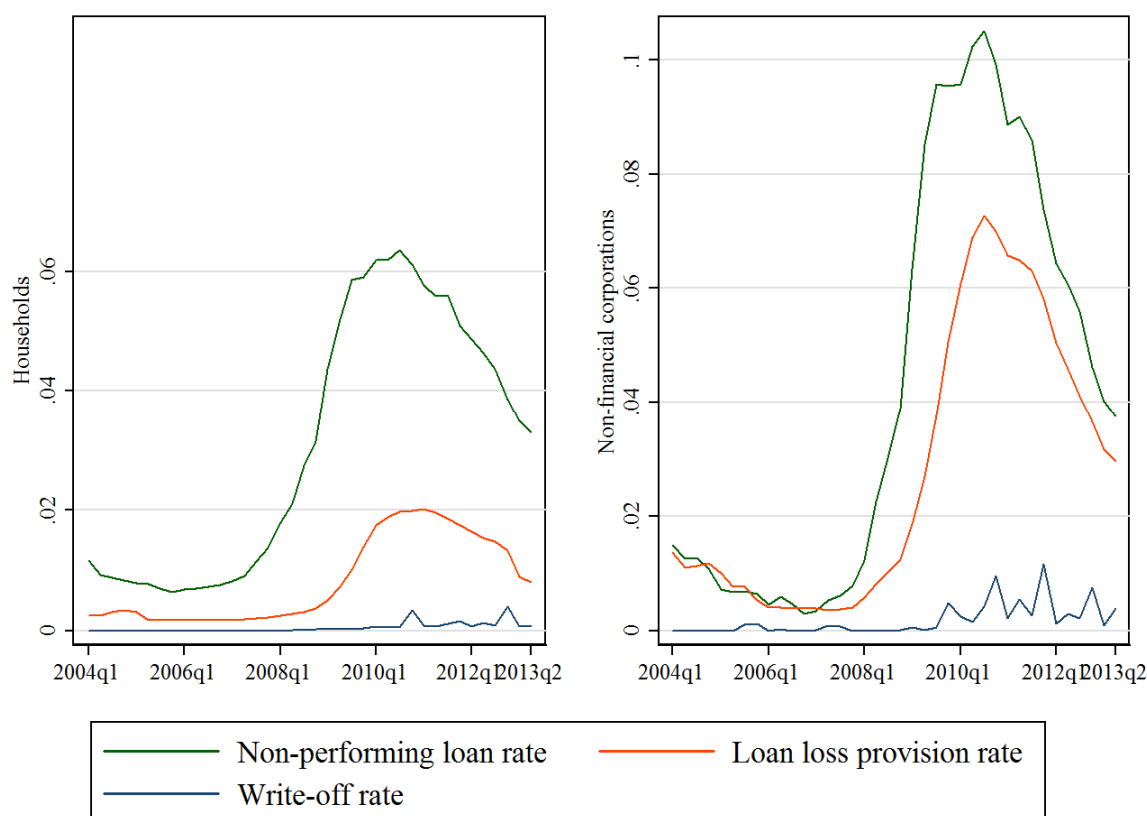 Households
.06
.04
.02
0
2004q1 2006q1 2008q1 2010q1 2012q1 2013q2
Non-financial corporations
.1
.08
.06
.04
.02
0
2004q1 2006q1 2008q1 2010q1 2012q1 2013q2
Non-performing loan rate Loan loss provision rate
Write-off rate